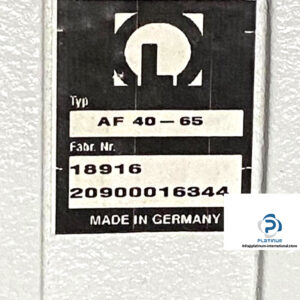 Typ
AF 40-65
Fabr. Nr.
18916
20900016344
MADE IN GERMANY
PLATINUM
info@platinum-international.store